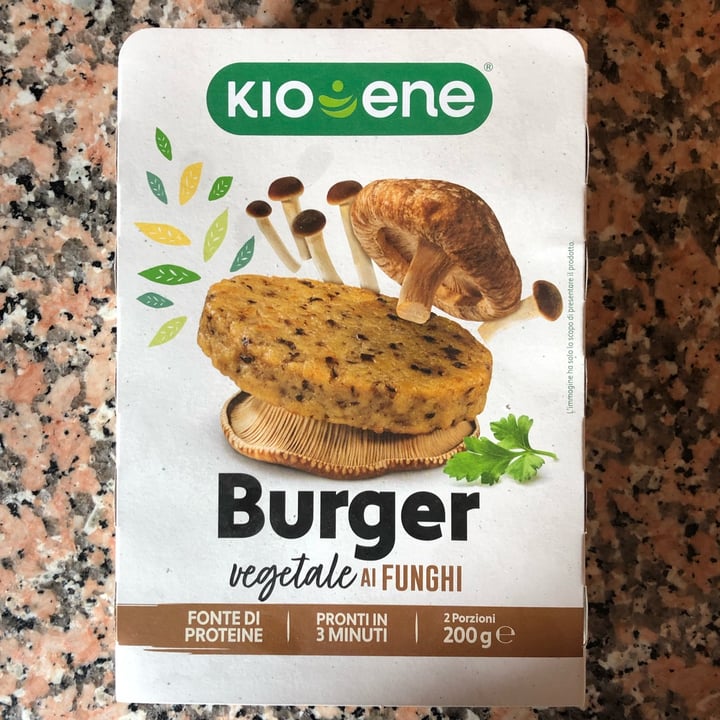 KIOENE®
L'immagine ha solo lo scopo di presentare il prodotto.
Burger
vegetale AI FUNGHI
FONTE DI
PROTEINE
PRONTI IN
3 MINUTI
2 Porzioni
200 g ℮